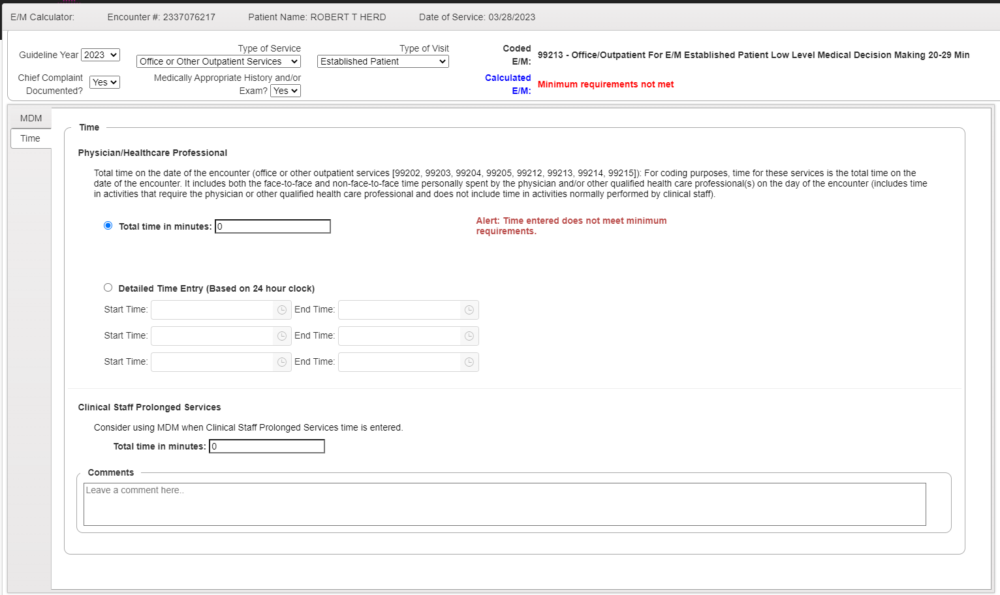 E/M Calculator: Encounter #: 2337076217 Patient Name: ROBERT T HERD Date of Service: 03/28/2023
Guideline Year 2023
Type of Service
Office or Other Outpatient Services
Type of Visit
Established Patient
Coded
E/M:
99213 - Office/Outpatient For E/M Established Patient Low Level Medical Decision Making 20-29 Min
Chief Complaint
Documented?
Yes
Medically Appropriate History and/or
Exam? Yes
Calculated
E/M:
Minimum requirements not met
MDM
Time
Time
Physician/Healthcare Professional
Total time on the date of the encounter (office or other outpatient services [99202, 99203, 99204, 99205, 99212, 99213, 99214, 99215]): For coding purposes, time for these services is the total time on the
date of the encounter. It includes both the face-to-face and non-face-to-face time personally spent by the physician and/or other qualified health care professional(s) on the day of the encounter (includes time
in activities that require the physician or other qualified health care professional and does not include time in activities normally performed by clinical staff).
Total time in minutes: 0
Alert: Time entered does not meet minimum
requirements.
Detailed Time Entry (Based on 24 hour clock)
Start Time: End Time:
Start Time: End Time:
Start Time: End Time:
Clinical Staff Prolonged Services
Consider using MDM when Clinical Staff Prolonged Services time is entered.
Total time in minutes: 0
Comments
Leave a comment here..